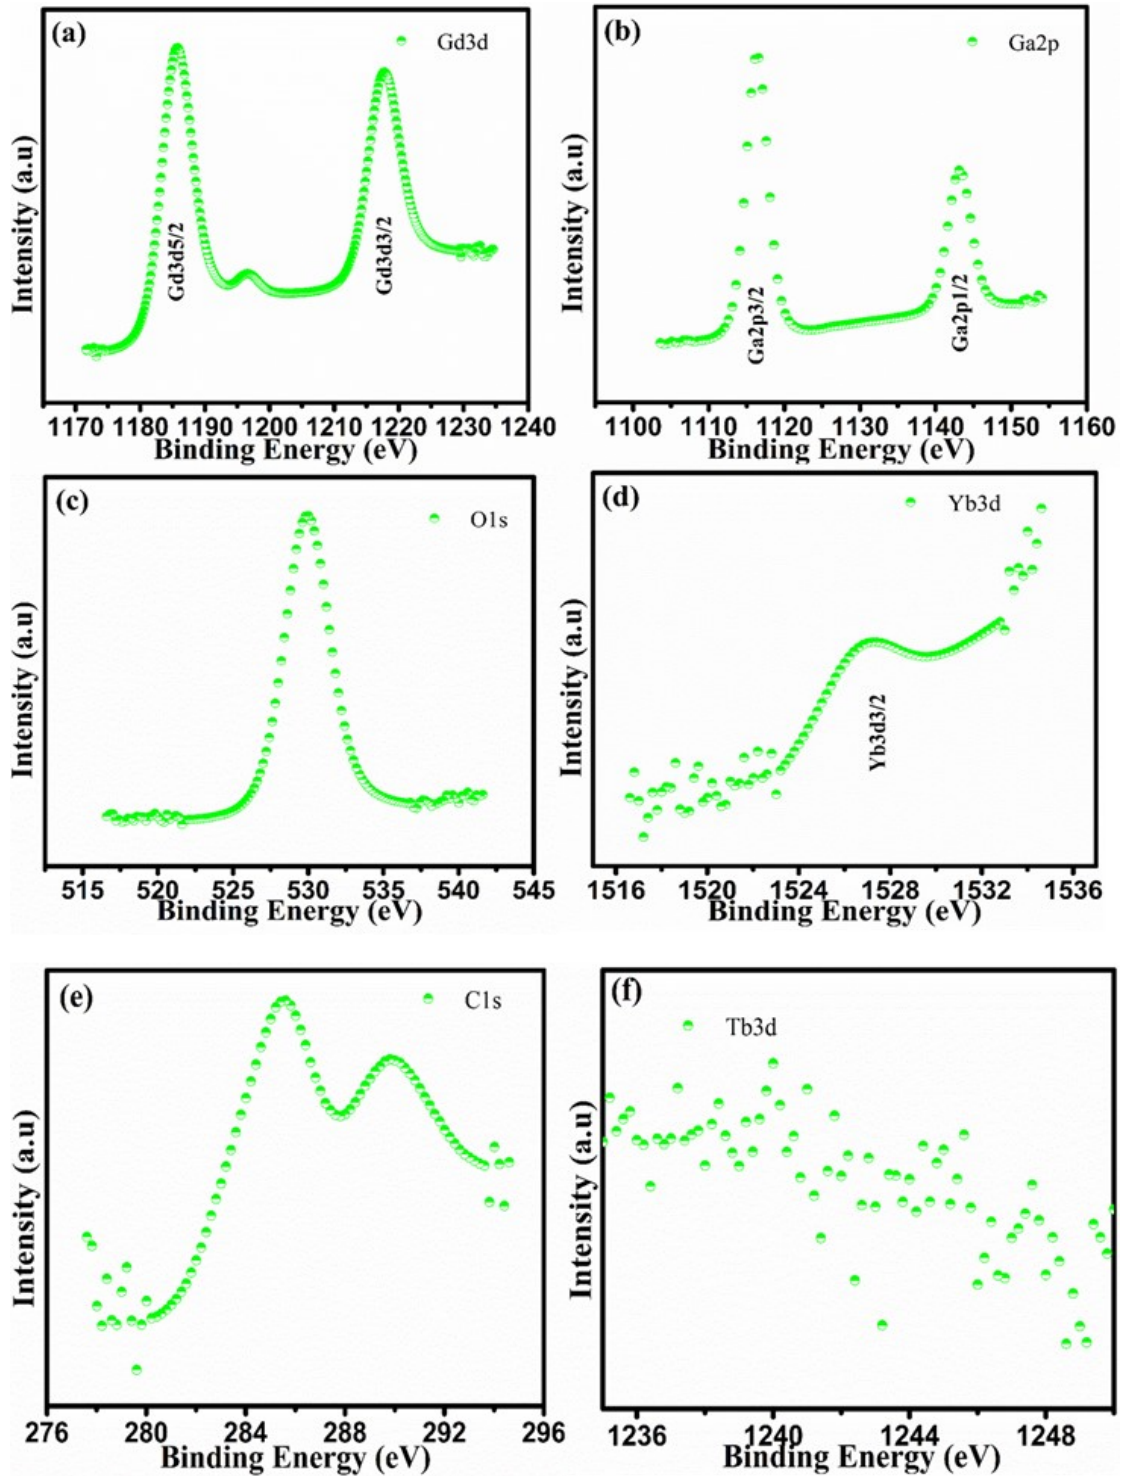 (a)
Gd3d
Intensity (a.u)
Gd3d5/2
Gd3d3/2
1170 1180 1190 1200 1210 1220 1230 1240
Binding Energy (eV)
(b)
Ga2p
Intensity (a.u)
Ga2p3/2
Ga2p1/2
1100 1110 1120 1130 1140 1150 1160
Binding Energy (eV)
(c)
O1s
Intensity (a.u)
515 520 525 530 535 540 545
Binding Energy (eV)
(d)
Yb3d
Intensity (a.u)
Yb3d3/2
1516 1520 1524 1528 1532 1536
Binding Energy (eV)
(e)
C1s
Intensity (a.u)
276 280 284 288 292 296
Binding Energy (eV)
(f)
Tb3d
Intensity (a.u)
1236 1240 1244 1248
Binding Energy (eV)